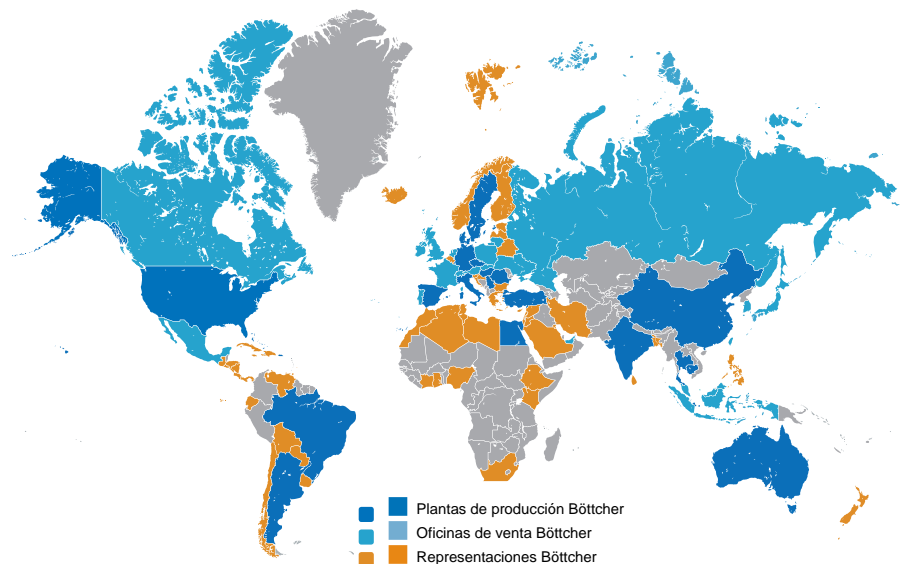 Plantas de producción Böttcher
Oficinas de venta Böttcher
Representaciones Böttcher